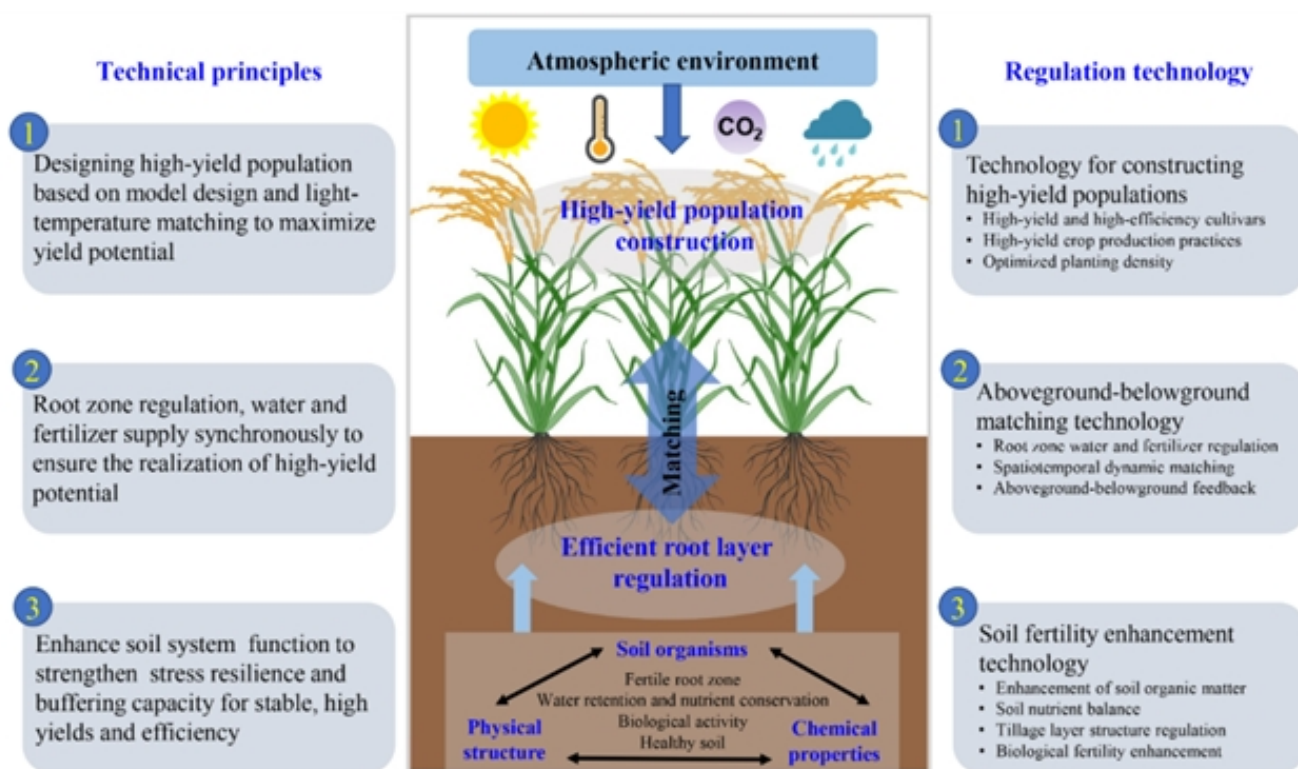 Technical principles
1
Designing high-yield population
based on model design and light-
temperature matching to maximize
yield potential
2
Root zone regulation, water and
fertilizer supply synchronously to
ensure the realization of high-yield
potential
3
Enhance soil system function to
strengthen stress resilience and
buffering capacity for stable, high
yields and efficiency
Atmospheric environment
CO₂
High-yield population
construction
Matching
Efficient root layer
regulation
Soil organisms
Fertile root zone
Water retention and nutrient conservation
Biological activity
Healthy soil
Physical
structure
Chemical
properties
Regulation technology
1
Technology for constructing
high-yield populations
• High-yield and high-efficiency cultivars
• High-yield crop production practices
• Optimized planting density
2
Aboveground-belowground
matching technology
• Root zone water and fertilizer regulation
• Spatiotemporal dynamic matching
• Aboveground-belowground feedback
3
Soil fertility enhancement
technology
• Enhancement of soil organic matter
• Soil nutrient balance
• Tillage layer structure regulation
• Biological fertility enhancement